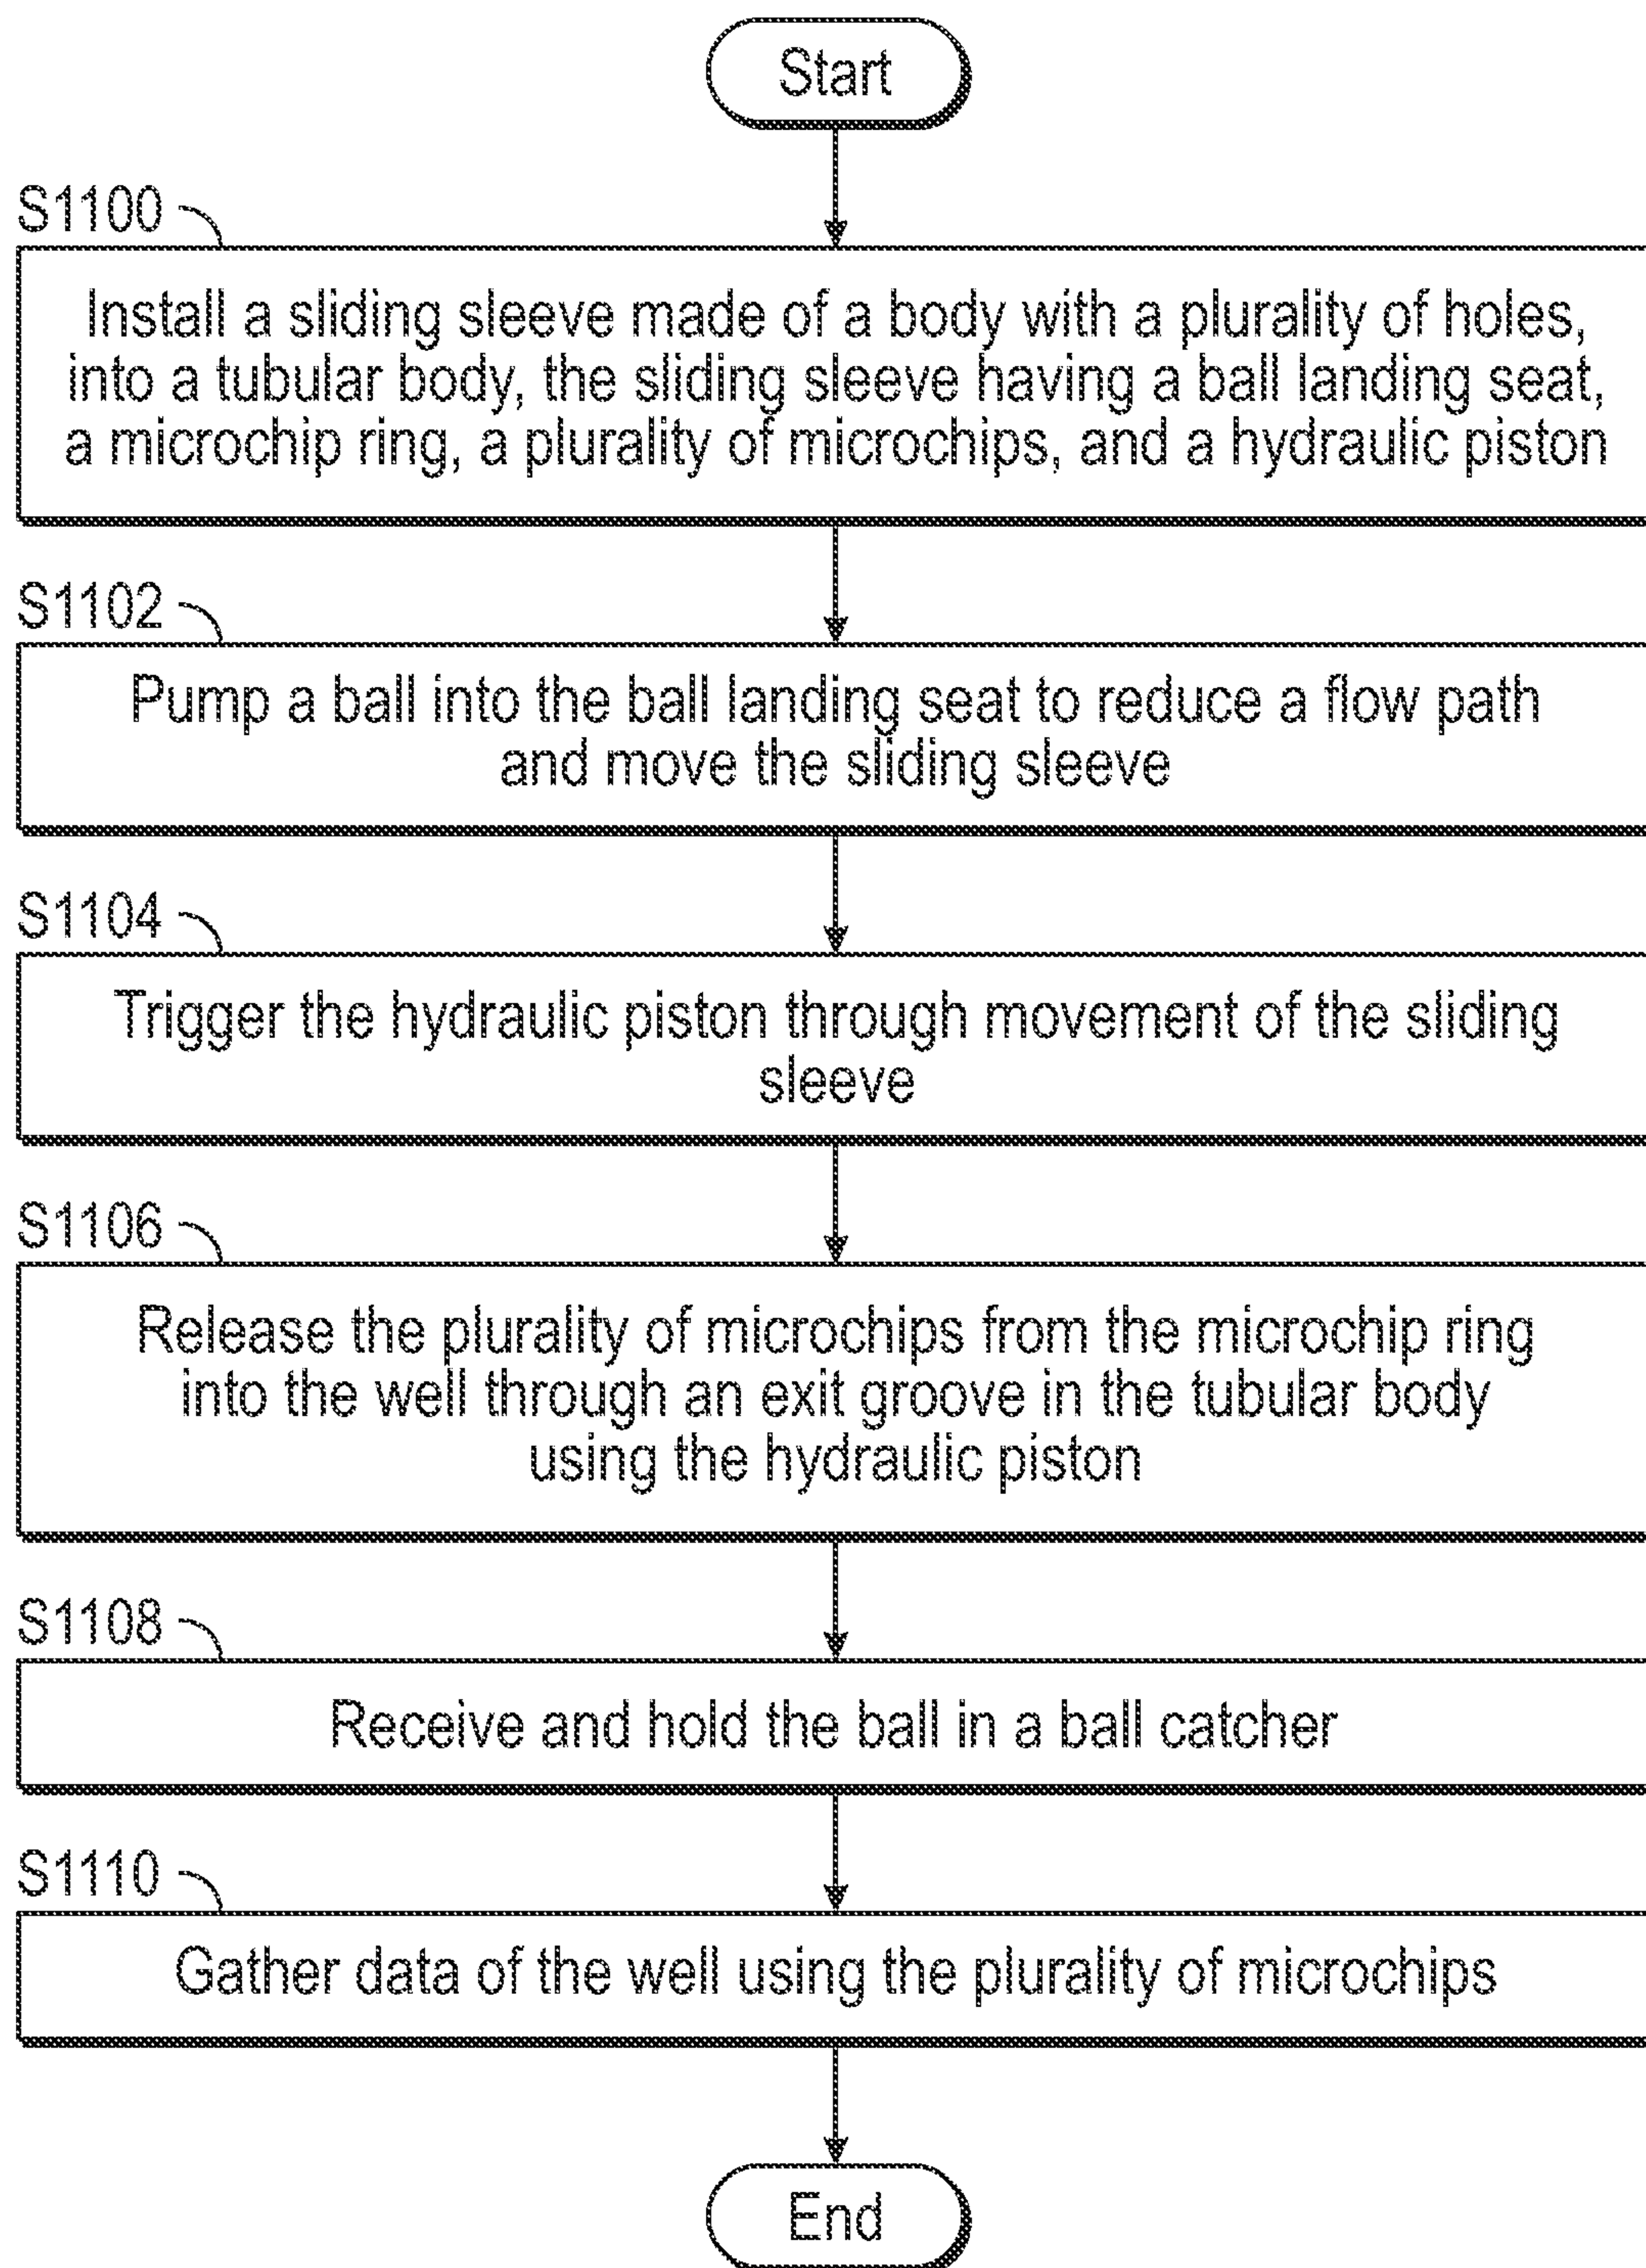 Start
S1100
Install a sliding sleeve made of a body with a plurality of holes,
into a tubular body, the sliding sleeve having a ball landing seat,
a microchip ring, a plurality of microchips, and a hydraulic piston
S1102
Pump a ball into the ball landing seat to reduce a flow path
and move the sliding sleeve
S1104
Trigger the hydraulic piston through movement of the sliding
sleeve
S1106
Release the plurality of microchips from the microchip ring
into the well through an exit groove in the tubular body
using the hydraulic piston
S1108
Receive and hold the ball in a ball catcher
S1110
Gather data of the well using the plurality of microchips
End